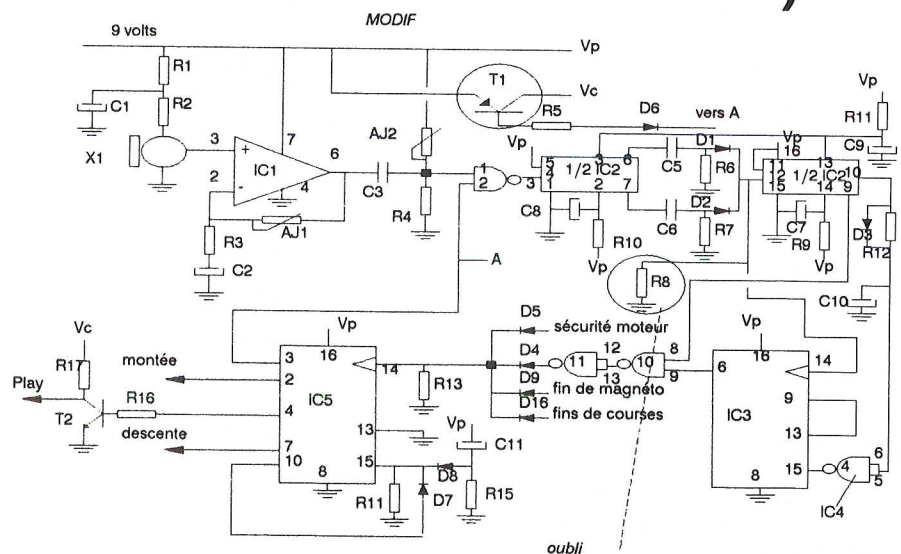 MODIF
9 volts
Vp
R1
T1
Vc
Vp
R11
C1
R2
AJ2
R5
D6
vers A
C9
X1
3
+
7
6
IC1
2
-
4
C3
1
2
3
R4
Vp
5
4
1
3
6
1/2 IC2
2
7
C5
D1
R6
D2
C6
R7
Vp
16
11
12
15
13
1/2 IC2
14
10
9
AJ1
R3
C2
C8
R10
Vp
C7
R9
Vp
D3
R12
A
R8
C10
Vc
R17
Play
T2
R16
montée
descente
Vp
16
3
2
4
7
10
IC5
14
13
15
8
R13
D5
sécurité moteur
D4
11
12
13
10
8
9
D9
fin de magnéto
D16
fins de courses
Vp
C11
D8
R11
D7
R15
Vp
16
6
14
9
13
15
IC3
8
4
6
5
IC4
oubli